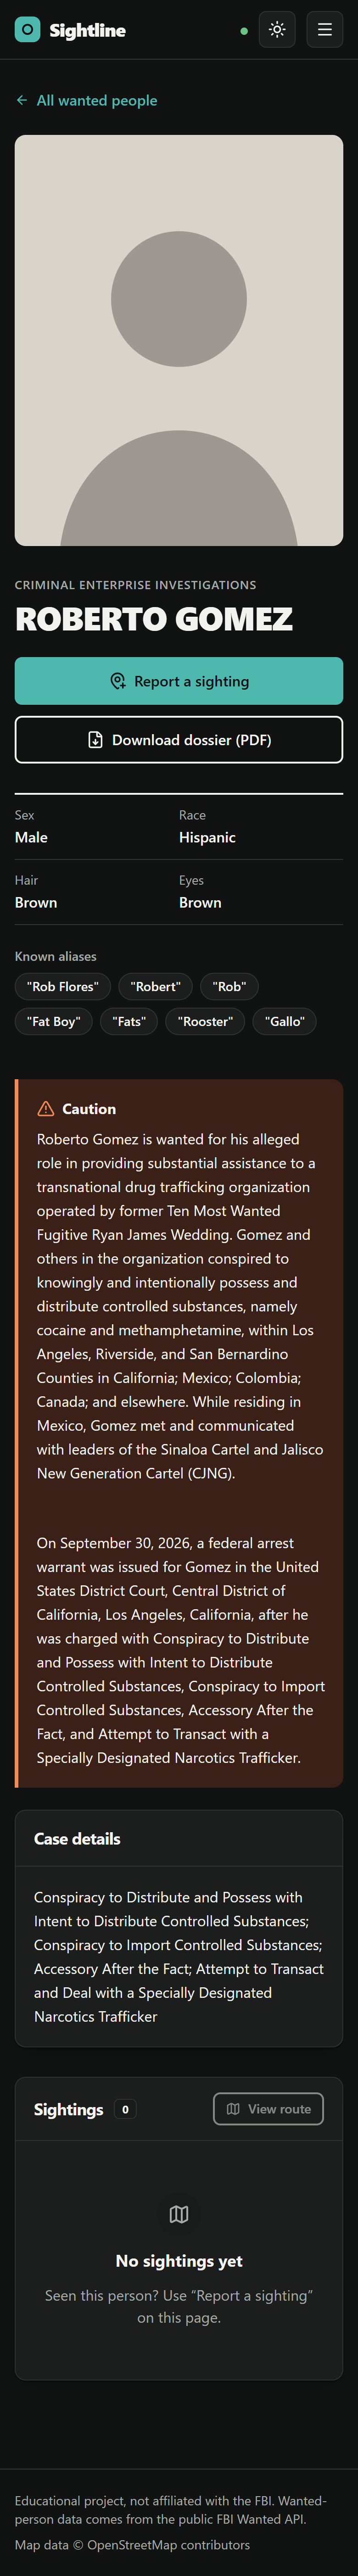 Sightline
All wanted people
CRIMINAL ENTERPRISE INVESTIGATIONS
ROBERTO GOMEZ
Report a sighting
Download dossier (PDF)
Sex
Race
Male
Hispanic
Hair
Eyes
Brown
Brown
Known aliases
"Rob Flores"
"Robert"
"Rob"
"Fat Boy"
"Fats"
"Rooster"
"Gallo"
Caution
Roberto Gomez is wanted for his alleged
role in providing substantial assistance to a
transnational drug trafficking organization
operated by former Ten Most Wanted
Fugitive Ryan James Wedding. Gomez and
others in the organization conspired to
knowingly and intentionally possess and
distribute controlled substances, namely
cocaine and methamphetamine, within Los
Angeles, Riverside, and San Bernardino
Counties in California; Mexico; Colombia;
Canada; and elsewhere. While residing in
Mexico, Gomez met and communicated
with leaders of the Sinaloa Cartel and Jalisco
New Generation Cartel (CJNG).
On September 30, 2026, a federal arrest
warrant was issued for Gomez in the United
States District Court, Central District of
California, Los Angeles, California, after he
was charged with Conspiracy to Distribute
and Possess with Intent to Distribute
Controlled Substances, Conspiracy to Import
Controlled Substances, Accessory After the
Fact, and Attempt to Transact with a
Specially Designated Narcotics Trafficker.
Case details
Conspiracy to Distribute and Possess with
Intent to Distribute Controlled Substances;
Conspiracy to Import Controlled Substances;
Accessory After the Fact; Attempt to Transact
and Deal with a Specially Designated
Narcotics Trafficker
Sightings 0
View route
No sightings yet
Seen this person? Use “Report a sighting”
on this page.
Educational project, not affiliated with the FBI. Wanted-
person data comes from the public FBI Wanted API.
Map data © OpenStreetMap contributors